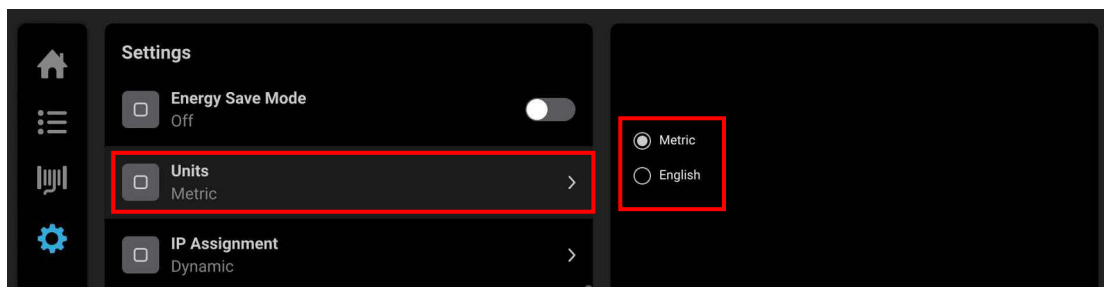 Settings
Energy Save Mode
Off
Units
Metric
IP Assignment
Dynamic
Metric
English